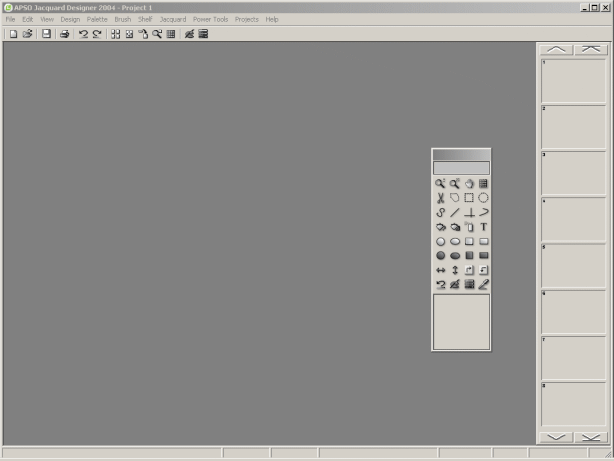 APSO Jacquard Designer 2004 - Project 1
File Edit View Design Palette Brush Shelf Jacquard Power Tools Projects Help
1
2
3
4
5
6
7
8
T